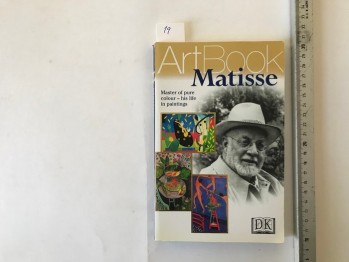 19
ArtBook
Matisse
Master of pure
colour – his life
in paintings
DK